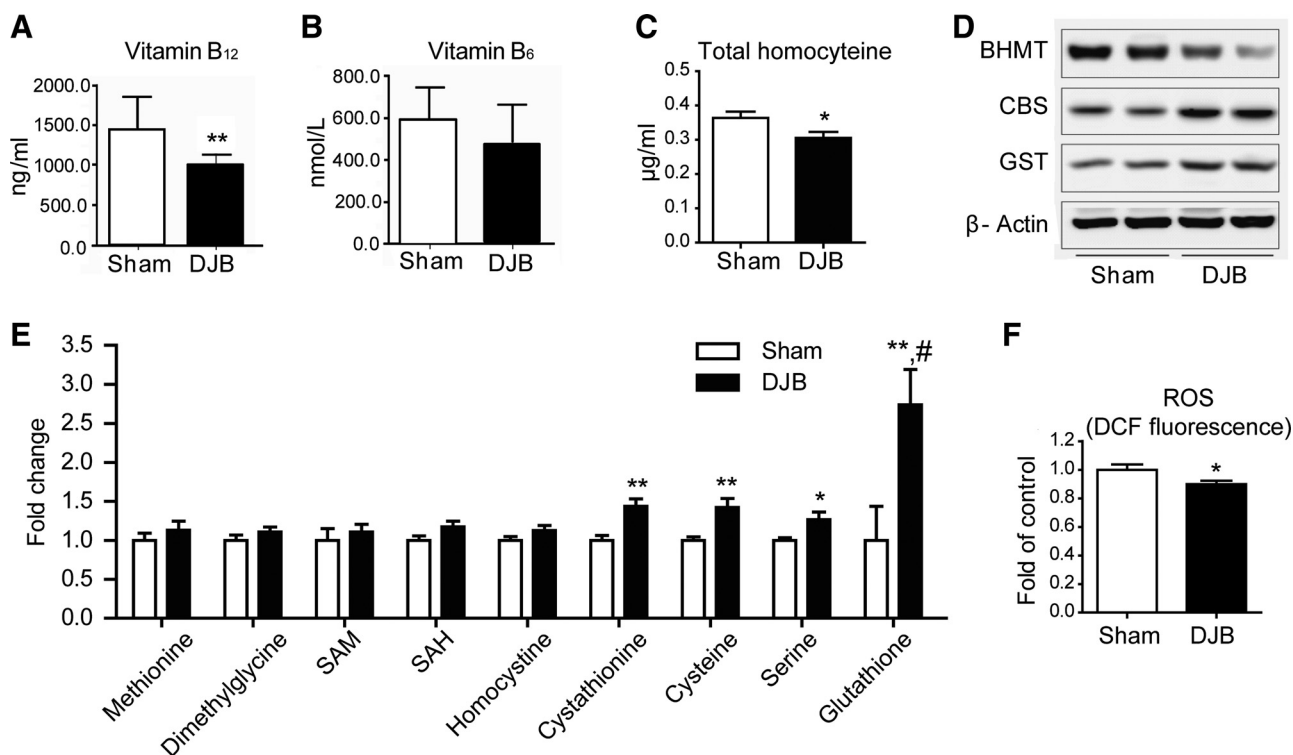 A
Vitamin B12
2000.0
1500.0
1000.0
500.0
0.0
ng/ml
**
Sham DJB
B
Vitamin B6
800.0
600.0
400.0
200.0
0.0
nmol/L
Sham DJB
C
Total homocyteine
0.5
0.4
0.3
0.2
0.1
0.0
µg/ml
*
Sham DJB
D
BHMT
CBS
GST
β- Actin
Sham DJB
E
3.5
3.0
2.5
2.0
1.5
1.0
0.5
0.0
Fold change
Sham
DJB
**
**
*
**,#
Methionine
Dimethylglycine
SAM
SAH
Homocystine
Cystathionine
Cysteine
Serine
Glutathione
F
ROS
(DCF fluorescence)
1.2
1.0
0.8
0.6
0.4
0.2
0.0
Fold of control
*
Sham DJB